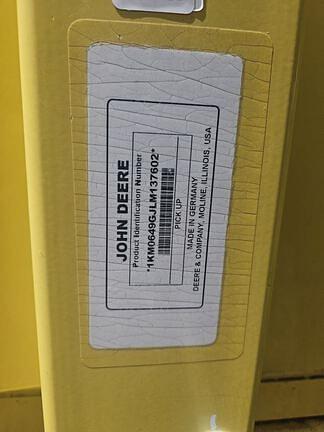 JOHN DEERE
Product Identification Number
*1KM0649GJLM137602*
PICK UP
MADE IN GERMANY
DEERE & COMPANY, MOLINE, ILLINOIS, USA